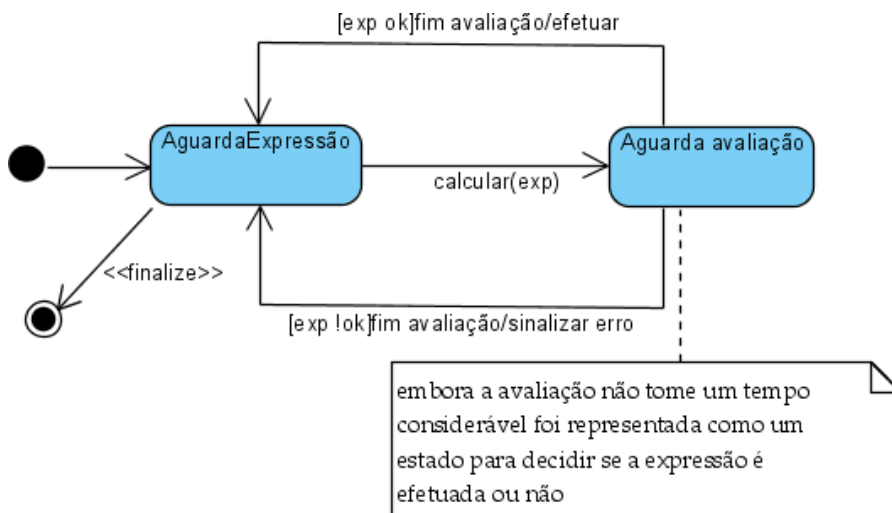 [exp ok]fim avaliação/efetuar
AguardaExpressão
Aguarda avaliação
calcular(exp)
<<finalize>>
[exp !ok]fim avaliação/sinalizar erro
embora a avaliação não tome um tempo
considerável foi representada como um
estado para decidir se a expressão é
efetuada ou não